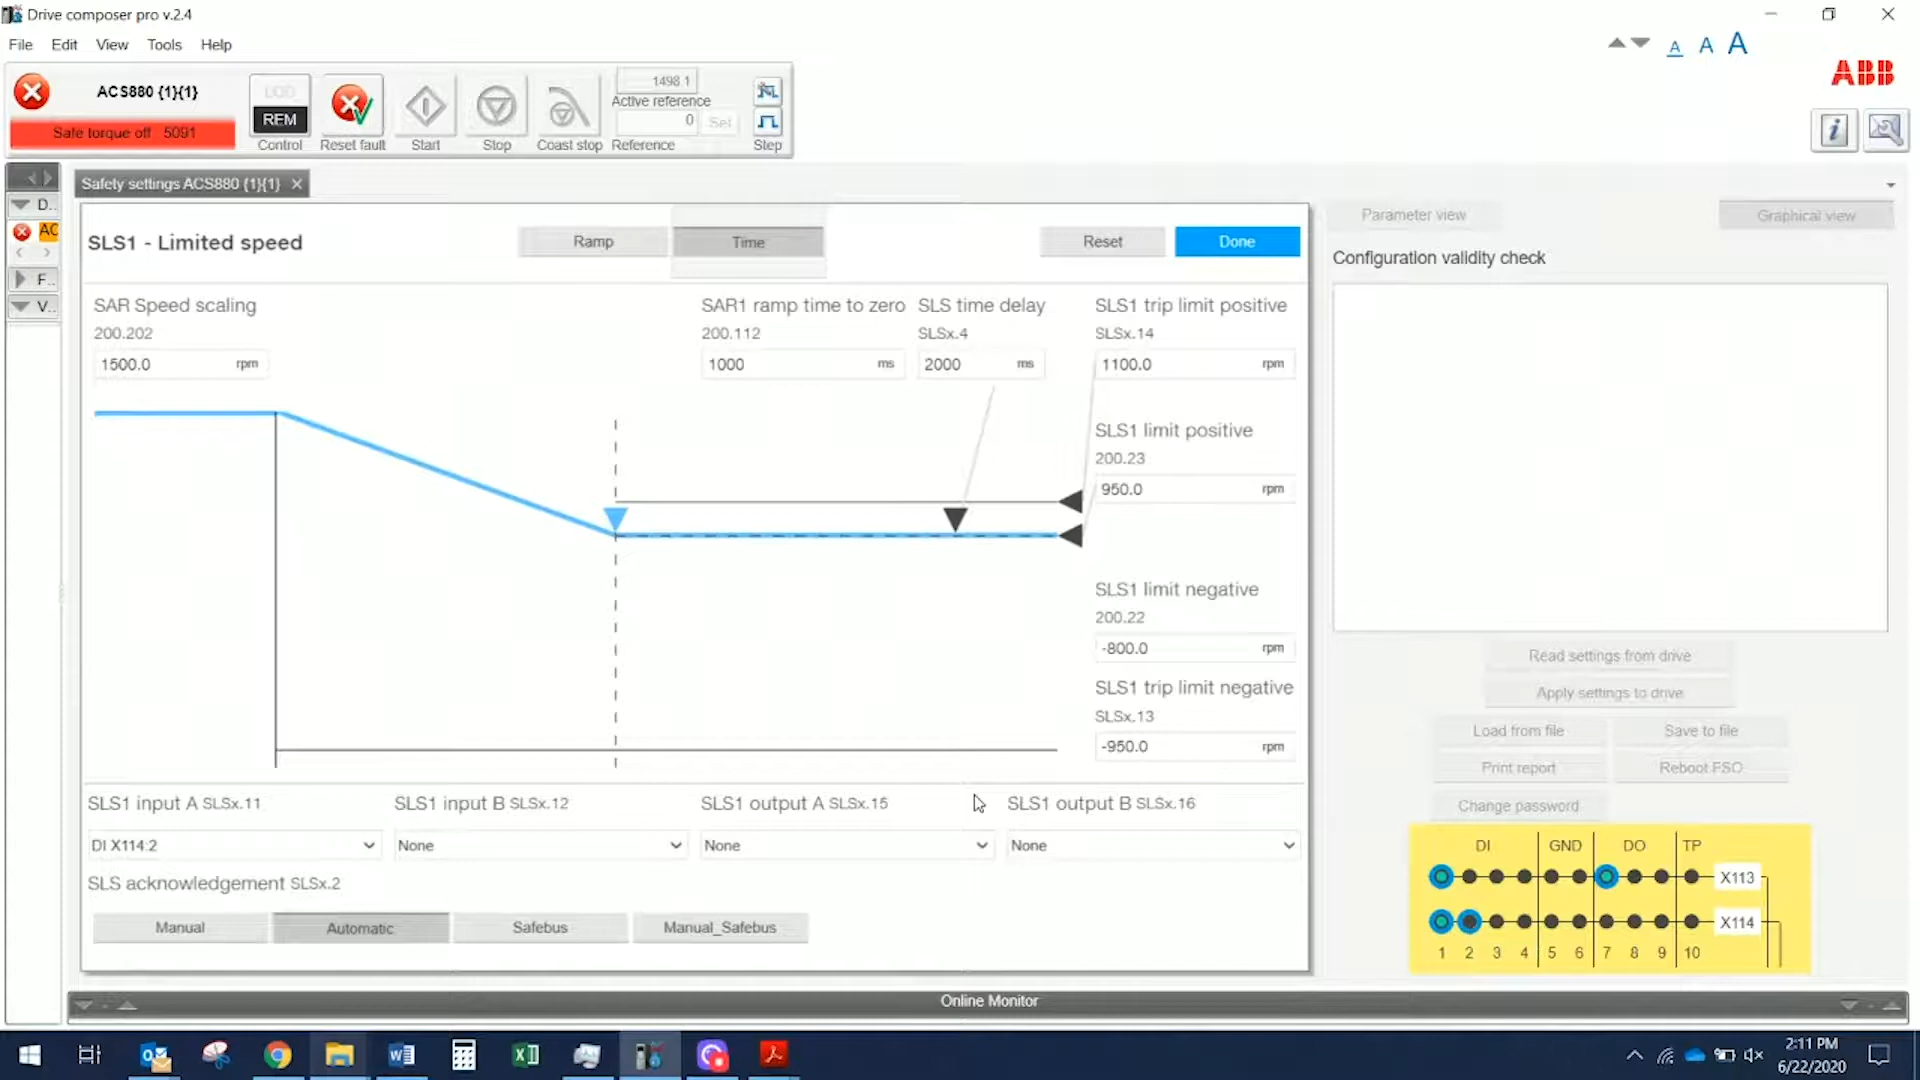 Drive composer pro v.2.4
File Edit View Tools Help
A A A
ABB
ACS880 {1}{1}
Safe torque off 5091
LOC
REM
Control
Reset fault
Start
Stop
Coast stop
1498.1
Active reference
0 Set
Reference
Step
D..
AC
F..
V..
Safety settings ACS880 {1}{1}
SLS1 - Limited speed
Ramp Time Reset Done
SAR Speed scaling
200.202
1500.0 rpm
SAR1 ramp time to zero
200.112
1000 ms
SLS time delay
SLSx.4
2000 ms
SLS1 trip limit positive
SLSx.14
1100.0 rpm
SLS1 limit positive
200.23
950.0 rpm
SLS1 limit negative
200.22
-800.0 rpm
SLS1 trip limit negative
SLSx.13
-950.0 rpm
SLS1 input A SLSx.11
DI X114:2
SLS1 input B SLSx.12
None
SLS1 output A SLSx.15
None
SLS1 output B SLSx.16
None
SLS acknowledgement SLSx.2
Manual Automatic Safebus Manual_Safebus
Parameter view Graphical view
Configuration validity check
Read settings from drive
Apply settings to drive
Load from file Save to file
Print report Reboot FSO
Change password
DI GND DO TP
X113
X114
1 2 3 4 5 6 7 8 9 10
Online Monitor
2:11 PM
6/22/2020